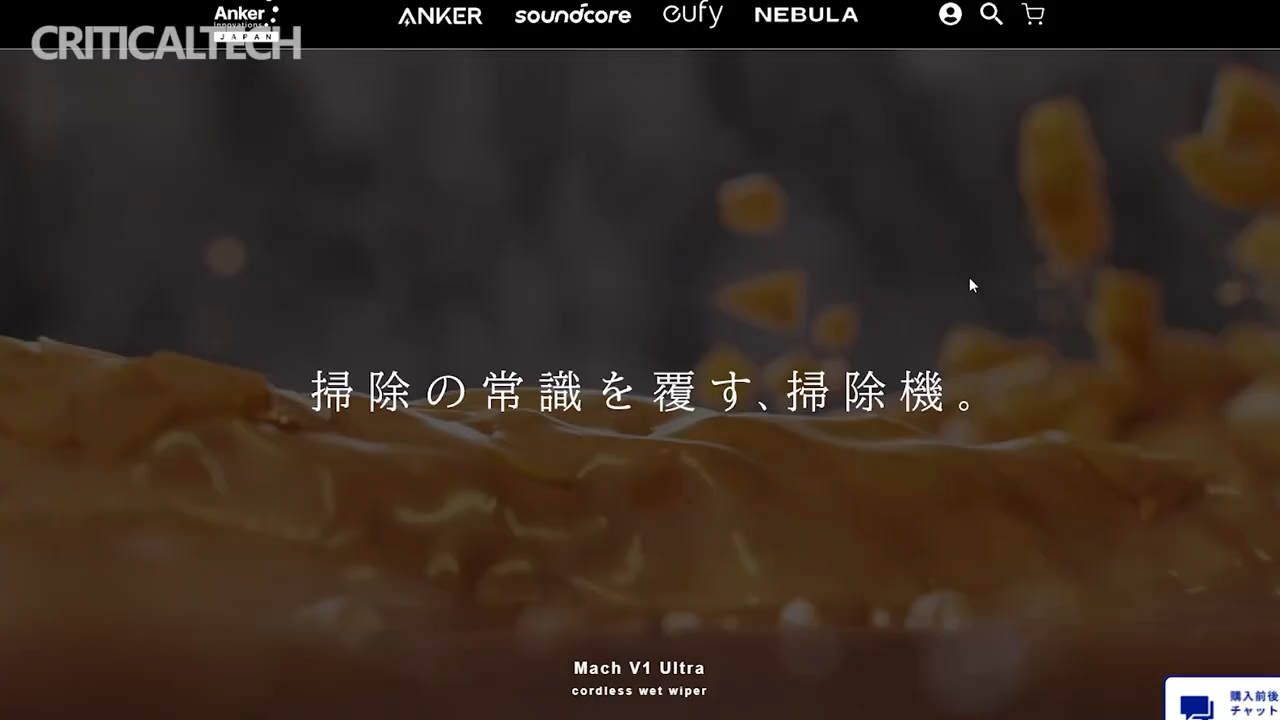 Anker
Innovations
JAPAN
ANKER
soundcore
eufy
NEBULA
CRITICALTECH
掃除の常識を覆す、掃除機。
Mach V1 Ultra
cordless wet wiper
購入前後
チャット